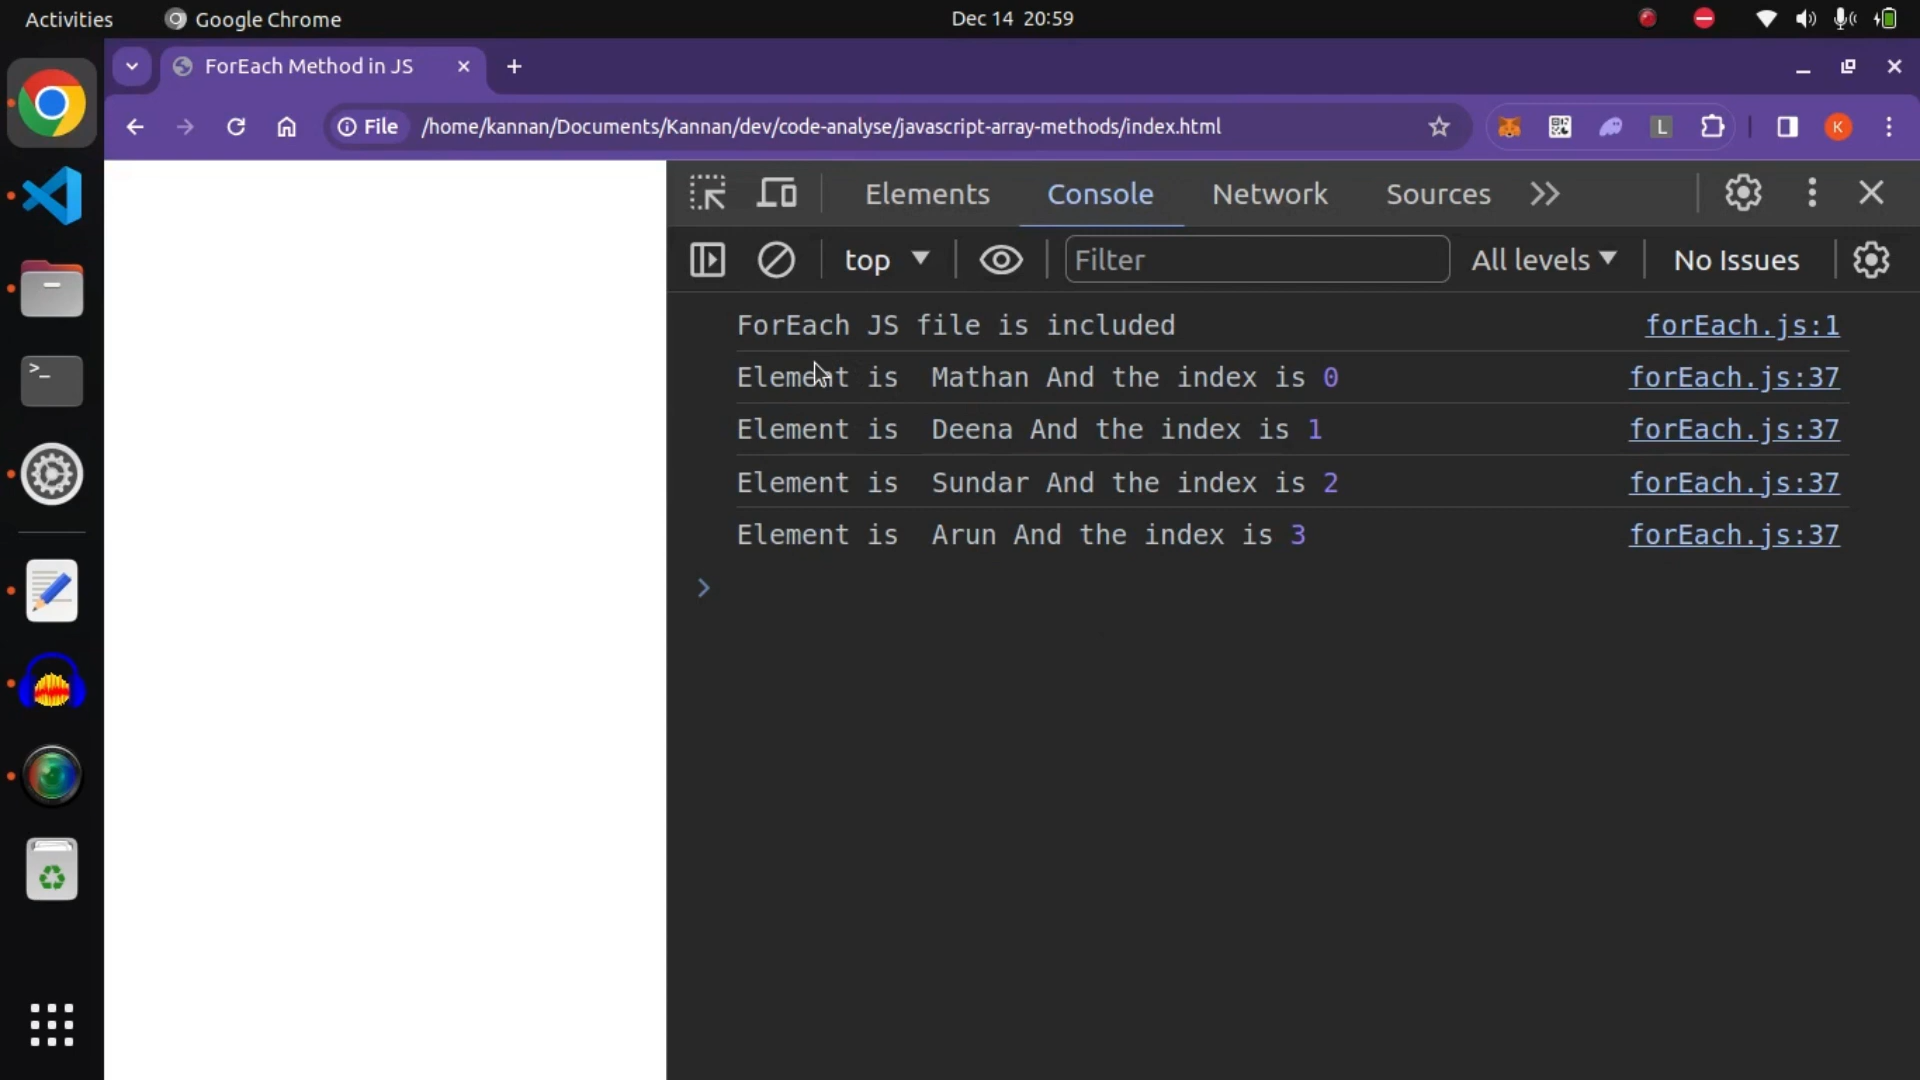 Activities Google Chrome Dec 14 20:59
ForEach Method in JS
File /home/kannan/Documents/Kannan/dev/code-analyse/javascript-array-methods/index.html L K
Elements Console Network Sources
top Filter All levels No Issues
ForEach JS file is included forEach.js:1
Element is  Mathan And the index is 0 forEach.js:37
Element is  Deena And the index is 1 forEach.js:37
Element is  Sundar And the index is 2 forEach.js:37
Element is  Arun And the index is 3 forEach.js:37